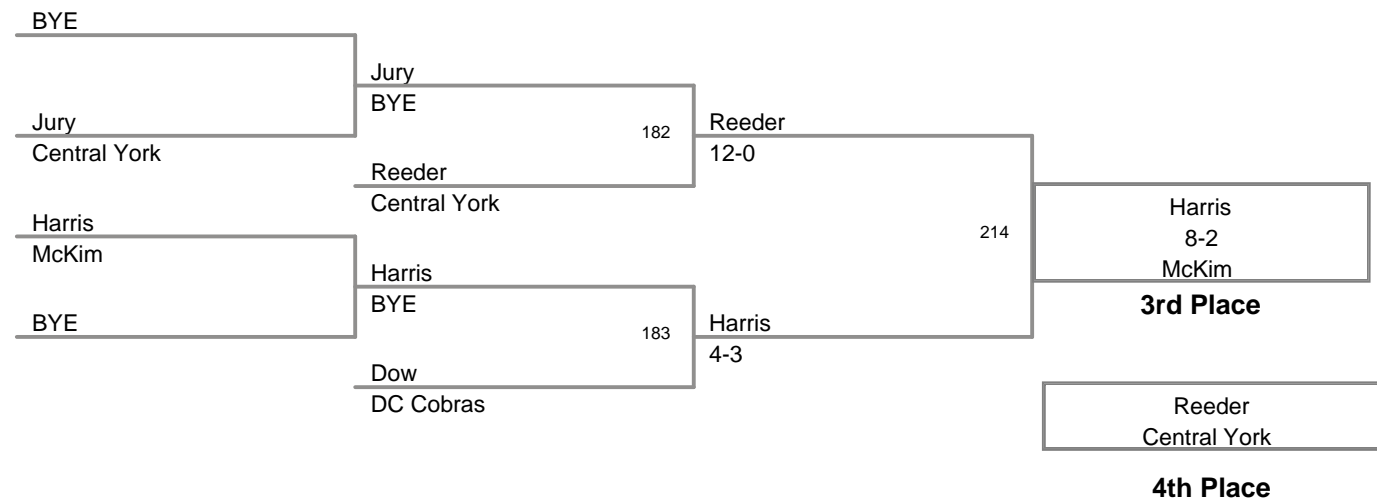 BYE
Jury
Central York
Harris
McKim
BYE
Jury
BYE
182
Reeder
Central York
Harris
BYE
183
Dow
DC Cobras
Reeder
12-0
214
Harris
4-3
Harris
8-2
McKim
3rd Place
Reeder
Central York
4th Place